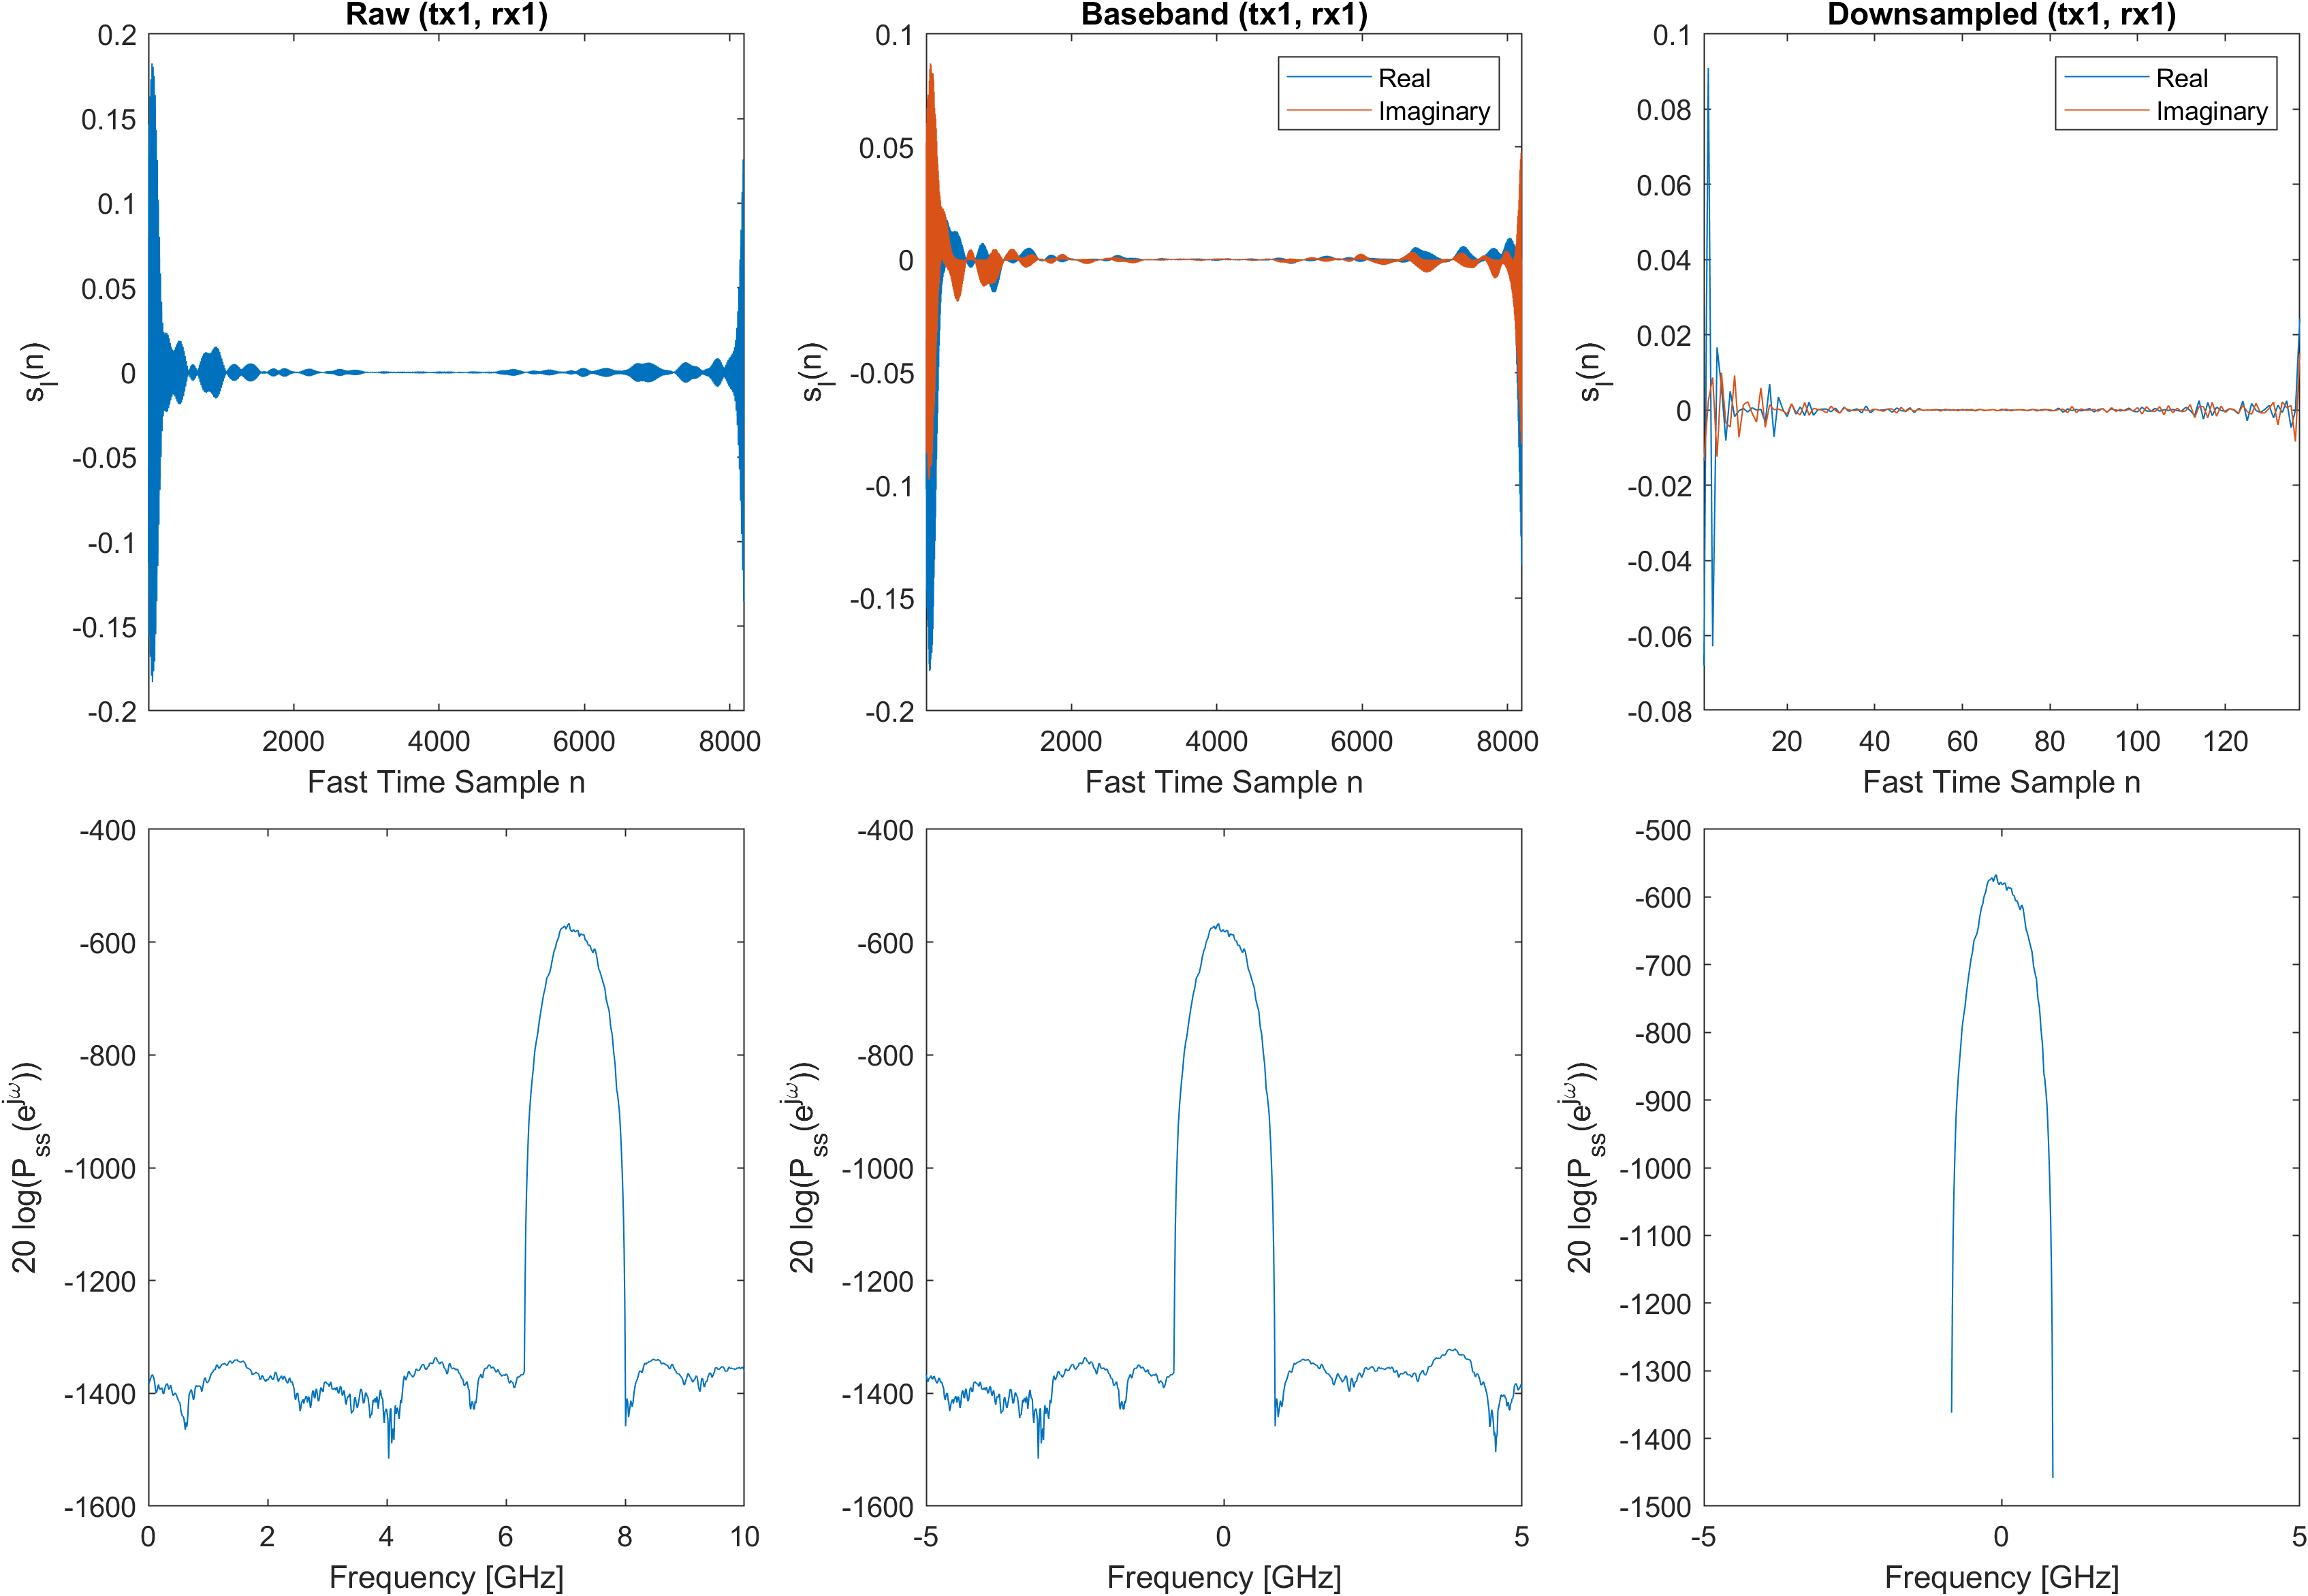 Raw (tx1, rx1)
0.2
0.15
0.1
0.05
0
-0.05
-0.1
-0.15
-0.2
s_l(n)
2000 4000 6000 8000
Fast Time Sample n
Baseband (tx1, rx1)
0.1
0.05
0
-0.05
-0.1
-0.15
-0.2
s_l(n)
Real
Imaginary
2000 4000 6000 8000
Fast Time Sample n
Downsampled (tx1, rx1)
0.1
0.08
0.06
0.04
0.02
0
-0.02
-0.04
-0.06
-0.08
s_l(n)
Real
Imaginary
20 40 60 80 100 120
Fast Time Sample n
-400
-600
-800
-1000
-1200
-1400
-1600
20 log(P_ss(e^jω))
0 2 4 6 8 10
Frequency [GHz]
-400
-600
-800
-1000
-1200
-1400
-1600
20 log(P_ss(e^jω))
-5 0 5
Frequency [GHz]
-500
-600
-700
-800
-900
-1000
-1100
-1200
-1300
-1400
-1500
20 log(P_ss(e^jω))
-5 0 5
Frequency [GHz]